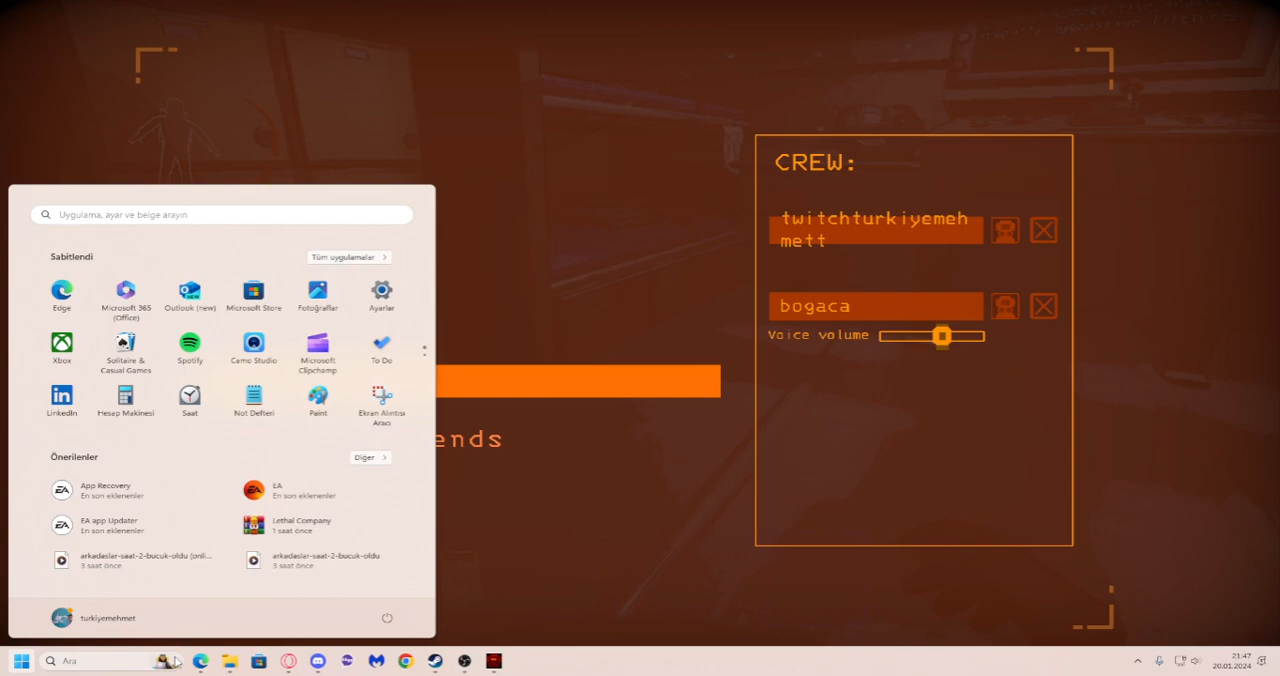 CREW:
twitchturkiyemeh
mett
bogaca
Voice volume
ends
Uygulama, ayar ve belge arayın
Sabitlendi
Tüm uygulamalar
Edge
Microsoft 365
(Office)
Outlook (new)
Microsoft Store
Fotoğraflar
Ayarlar
Xbox
Solitaire &
Casual Games
Spotify
Camo Studio
Microsoft
Clipchamp
To Do
LinkedIn
Hesap Makinesi
Saat
Not Defteri
Paint
Ekran Alıntısı
Aracı
Önerilenler
Diğer
App Recovery
En son eklenenler
EA
En son eklenenler
EA app Updater
En son eklenenler
Lethal Company
1 saat önce
arkadaslar-saat-2-bucuk-oldu (onli...
3 saat önce
arkadaslar-saat-2-bucuk-oldu
3 saat önce
turkiyemehmet
Ara
21:47
20.01.2024